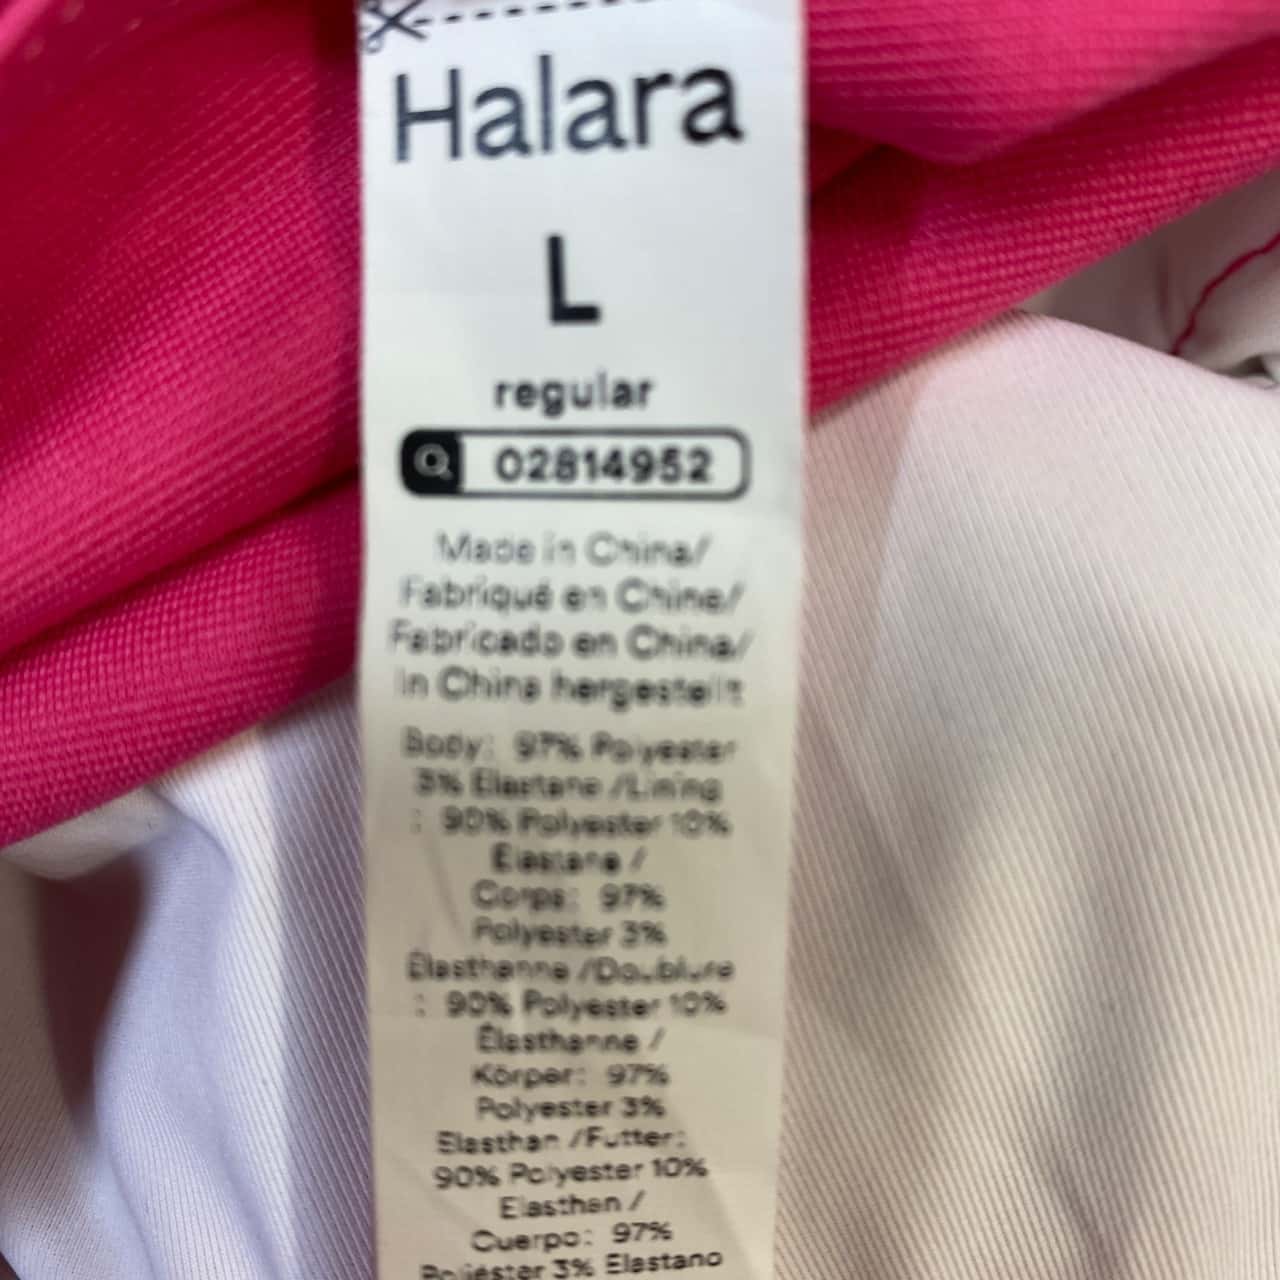 Halara
L
regular
02814952
Made in China/
Fabriqué en Chine/
Fabricado en China/
In China hergestellt
Body: 97% Polyester
3% Elastane /Lining
: 90% Polyester 10%
Elastane /
Corps: 97%
Polyester 3%
Élasthanne /Doublure
: 90% Polyester 10%
Élasthanne /
Körper: 97%
Polyester 3%
Elasthan /Futter:
90% Polyester 10%
Elasthan /
Cuerpo: 97%
Poliéster 3% Elastano